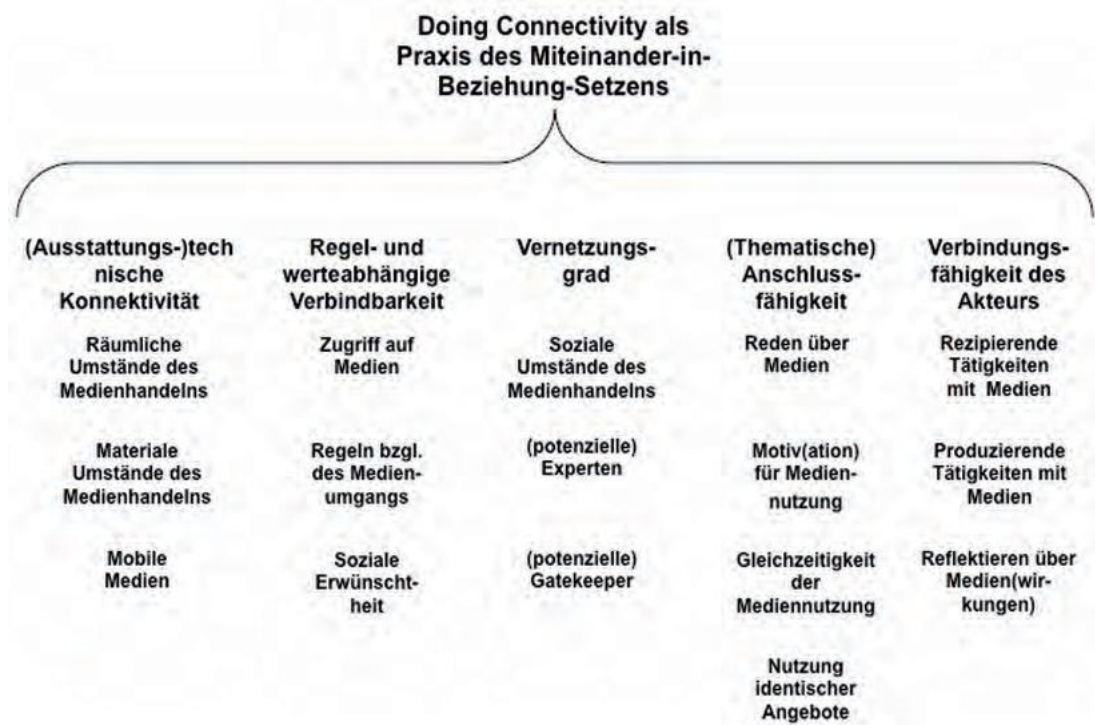 Doing Connectivity als
Praxis des Miteinander-in-
Beziehung-Setzens
(Ausstattungs-)tech
nische
Konnektivität
Räumliche
Umstände des
Medienhandelns
Materiale
Umstände des
Medienhandelns
Mobile
Medien
Regel- und
werteabhängige
Verbindbarkeit
Zugriff auf
Medien
Regeln bzgl.
des Medien-
umgangs
Soziale
Erwünscht-
heit
Vernetzungs-
grad
Soziale
Umstände des
Medienhandelns
(potenzielle)
Experten
(potenzielle)
Gatekeeper
(Thematische)
Anschluss-
fähigkeit
Reden über
Medien
Motiv(ation)
für Medien-
nutzung
Gleichzeitigkeit
der
Mediennutzung
Nutzung
identischer
Angebote
Verbindungs-
fähigkeit des
Akteurs
Rezipierende
Tätigkeiten
mit Medien
Produzierende
Tätigkeiten mit
Medien
Reflektieren über
Medien(wir-
kungen)